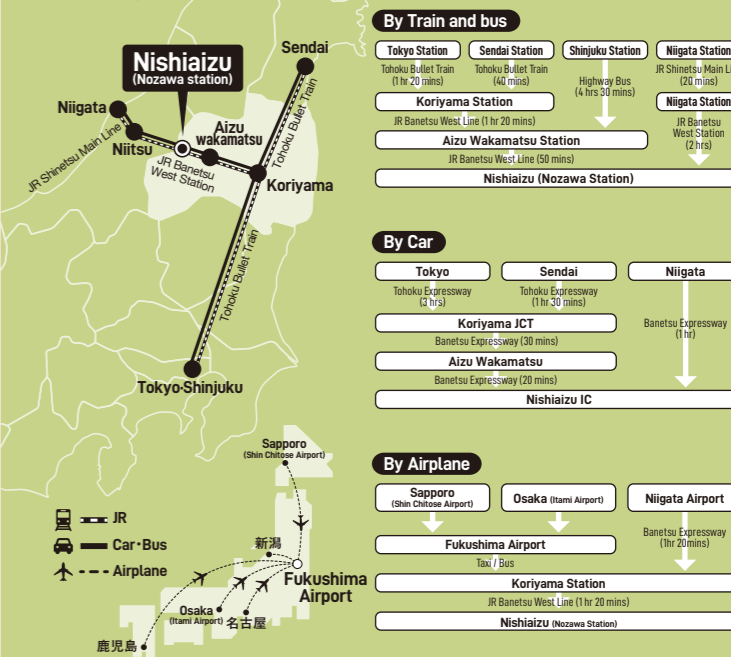 Nishiaizu
(Nozawa station)
Sendai
Niigata
Niitsu
Aizu
wakamatsu
Koriyama
JR Shinetsu Main Line
JR Banetsu
West Station
Tohoku Bullet Train
Tohoku Bullet Train
Tokyo·Shinjuku
Sapporo
(Shin Chitose Airport)
JR
Car·Bus
Airplane
新潟
Fukushima
Airport
Osaka
(Itami Airport)
名古屋
鹿児島
By Train and bus
Tokyo Station
Sendai Station
Shinjuku Station
Niigata Station
Tohoku Bullet Train
(1 hr 20 mins)
Tohoku Bullet Train
(40 mins)
Highway Bus
(4 hrs 30 mins)
JR Shinetsu Main Li
(20 mins)
Koriyama Station
Niigata Station
JR Banetsu West Line (1 hr 20 mins)
JR Banetsu
West Station
(2 hrs)
Aizu Wakamatsu Station
JR Banetsu West Line (50 mins)
Nishiaizu (Nozawa Station)
By Car
Tokyo
Sendai
Niigata
Tohoku Expressway
(3 hrs)
Tohoku Expressway
(1 hr 30 mins)
Banetsu Expressway
(1 hr)
Koriyama JCT
Banetsu Expressway (30 mins)
Aizu Wakamatsu
Banetsu Expressway (20 mins)
Nishiaizu IC
By Airplane
Sapporo
(Shin Chitose Airport)
Osaka (Itami Airport)
Niigata Airport
Fukushima Airport
Banetsu Expressway
(1hr 20mins)
Taxi / Bus
Koriyama Station
JR Banetsu West Line (1 hr 20 mins)
Nishiaizu (Nozawa Station)